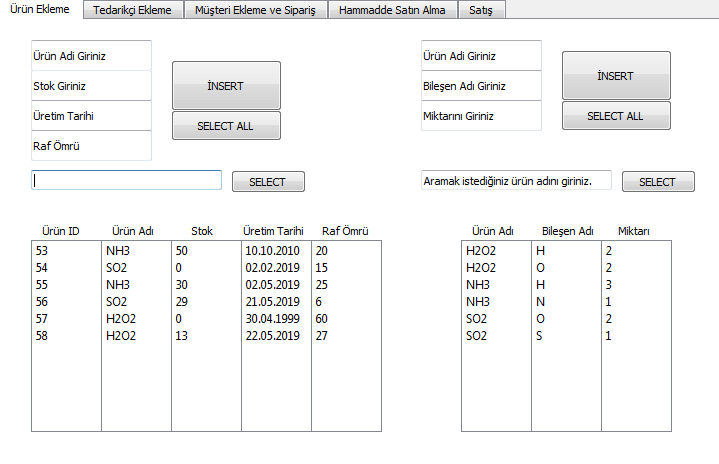 Ürün Ekleme Tedarikçi Ekleme Müşteri Ekleme ve Sipariş Hammadde Satın Alma Satış
Ürün Adi Giriniz
Stok Giriniz
Üretim Tarihi
Raf Ömrü
İNSERT
SELECT ALL
SELECT
Ürün Adi Giriniz
Bileşen Adı Giriniz
Miktarını Giriniz
İNSERT
SELECT ALL
Aramak istediğiniz ürün adını giriniz. SELECT
Ürün ID Ürün Adı Stok Üretim Tarihi Raf Ömrü
53 NH3 50 10.10.2010 20
54 SO2 0 02.02.2019 15
55 NH3 30 02.05.2019 25
56 SO2 29 21.05.2019 6
57 H2O2 0 30.04.1999 60
58 H2O2 13 22.05.2019 27
Ürün Adı Bileşen Adı Miktarı
H2O2 H 2
H2O2 O 2
NH3 H 3
NH3 N 1
SO2 O 2
SO2 S 1